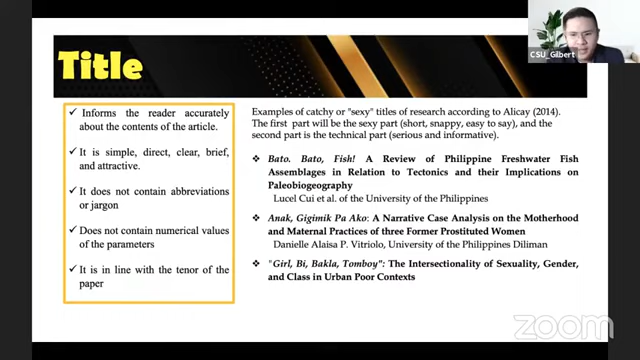 CSU_Gilbert
Title
✓ Informs the reader accurately
about the contents of the article.
✓ It is simple, direct, clear, brief,
and attractive.
✓ It does not contain abbreviations
or jargon
✓ Does not contain numerical values
of the parameters
✓ It is in line with the tenor of the
paper
Examples of catchy or "sexy" titles of research according to Alicay (2014).
The first part will be the sexy part (short, snappy, easy to say), and the
second part is the technical part (serious and informative).
❖ Bato. Bato, Fish! A Review of Philippine Freshwater Fish
Assemblages in Relation to Tectonics and their Implications on
Paleobiogeography
Lucel Cui et al. of the University of the Philippines
❖ Anak, Gigimik Pa Ako: A Narrative Case Analysis on the Motherhood
and Maternal Practices of three Former Prostituted Women
Danielle Alaisa P. Vitriolo, University of the Philippines Diliman
❖ "Girl, Bi, Bakla, Tomboy": The Intersectionality of Sexuality, Gender,
and Class in Urban Poor Contexts
zoom